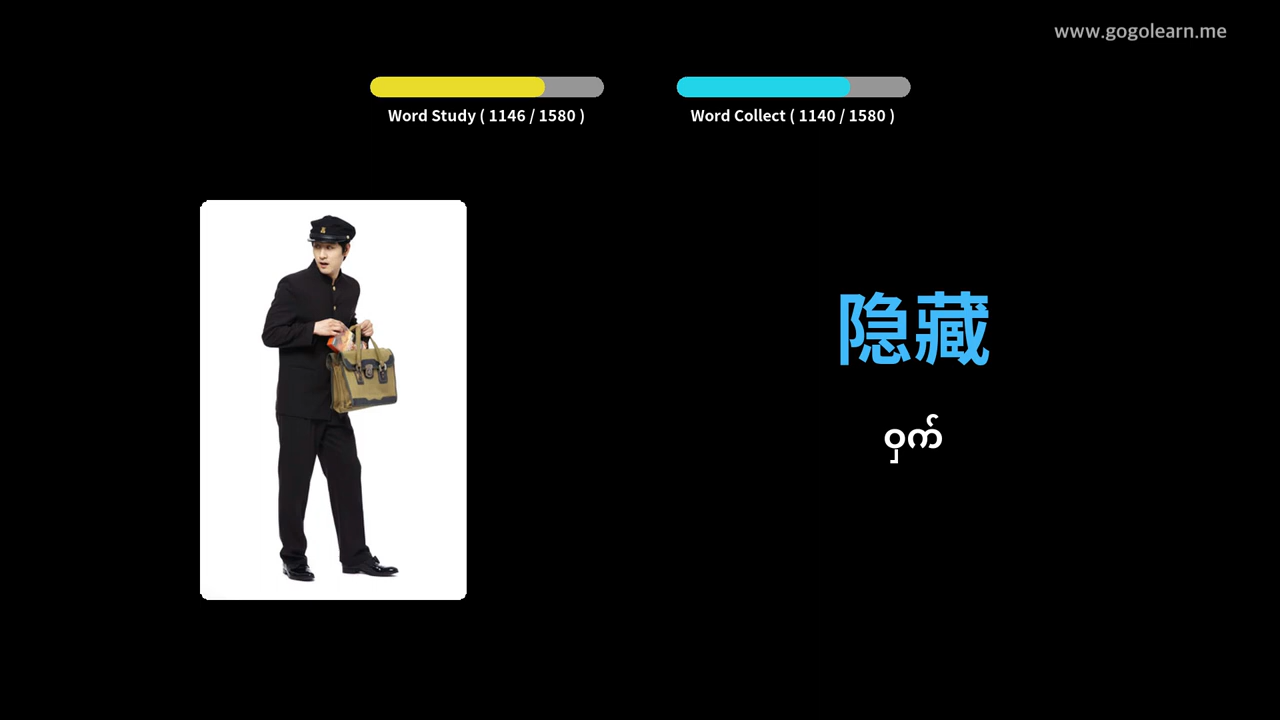 www.gogolearn.me
Word Study ( 1146 / 1580 )
Word Collect ( 1140 / 1580 )
隐藏
ဝှက်